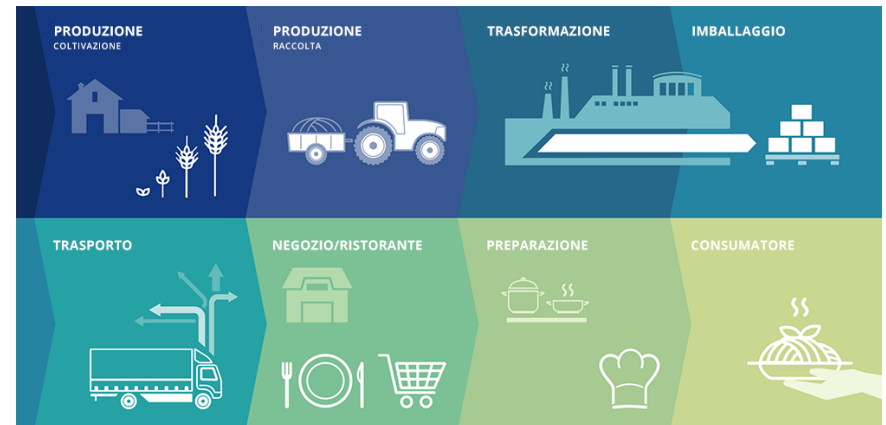 PRODUZIONE
COLTIVAZIONE
PRODUZIONE
RACCOLTA
TRASFORMAZIONE
IMBALLAGGIO
TRASPORTO
NEGOZIO/RISTORANTE
PREPARAZIONE
CONSUMATORE